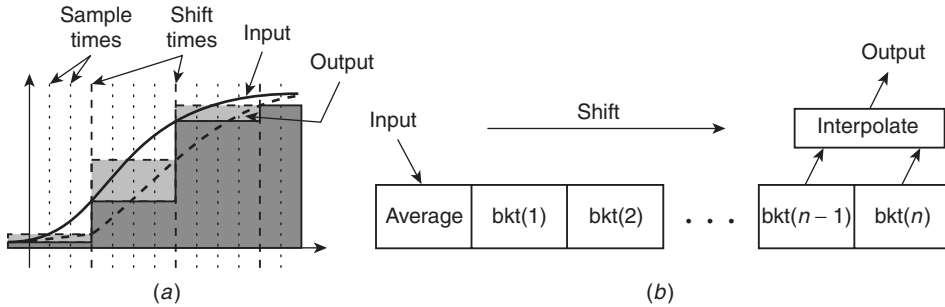 Sample
times
Shift
times
Input
Output
(a)
Output
Input
Shift
Interpolate
Average
bkt(1)
bkt(2)
. . .
bkt(n – 1)
bkt(n)
(b)